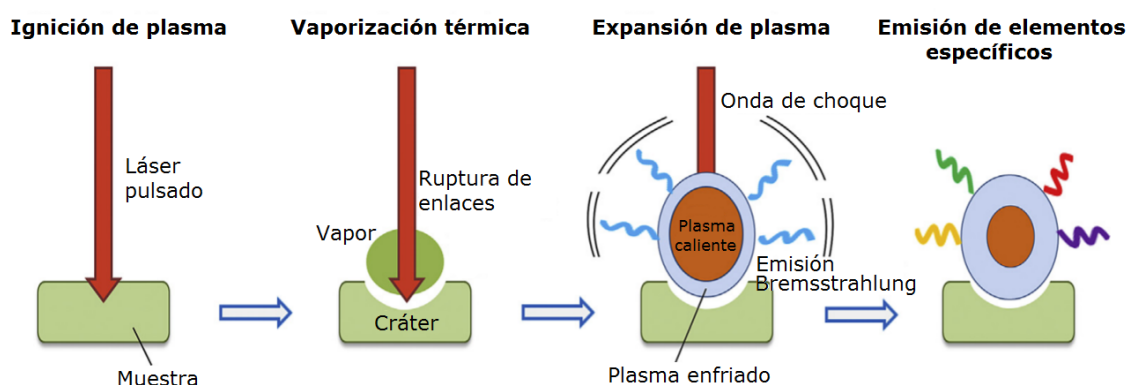 Ignición de plasma
Vaporización térmica
Expansión de plasma
Emisión de elementos
específicos
Láser
pulsado
Muestra
Ruptura de
enlaces
Vapor
Cráter
Onda de choque
Plasma
caliente
Emisión
Bremsstrahlung
Plasma enfriado